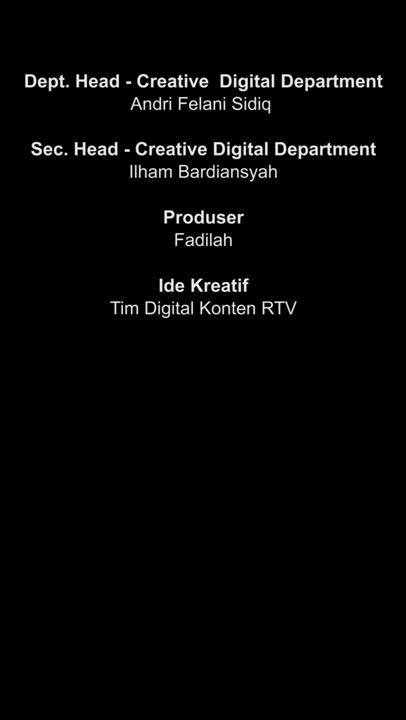 Dept. Head - Creative  Digital Department
Andri Felani Sidiq
Sec. Head - Creative Digital Department
Ilham Bardiansyah
Produser
Fadilah
Ide Kreatif
Tim Digital Konten RTV